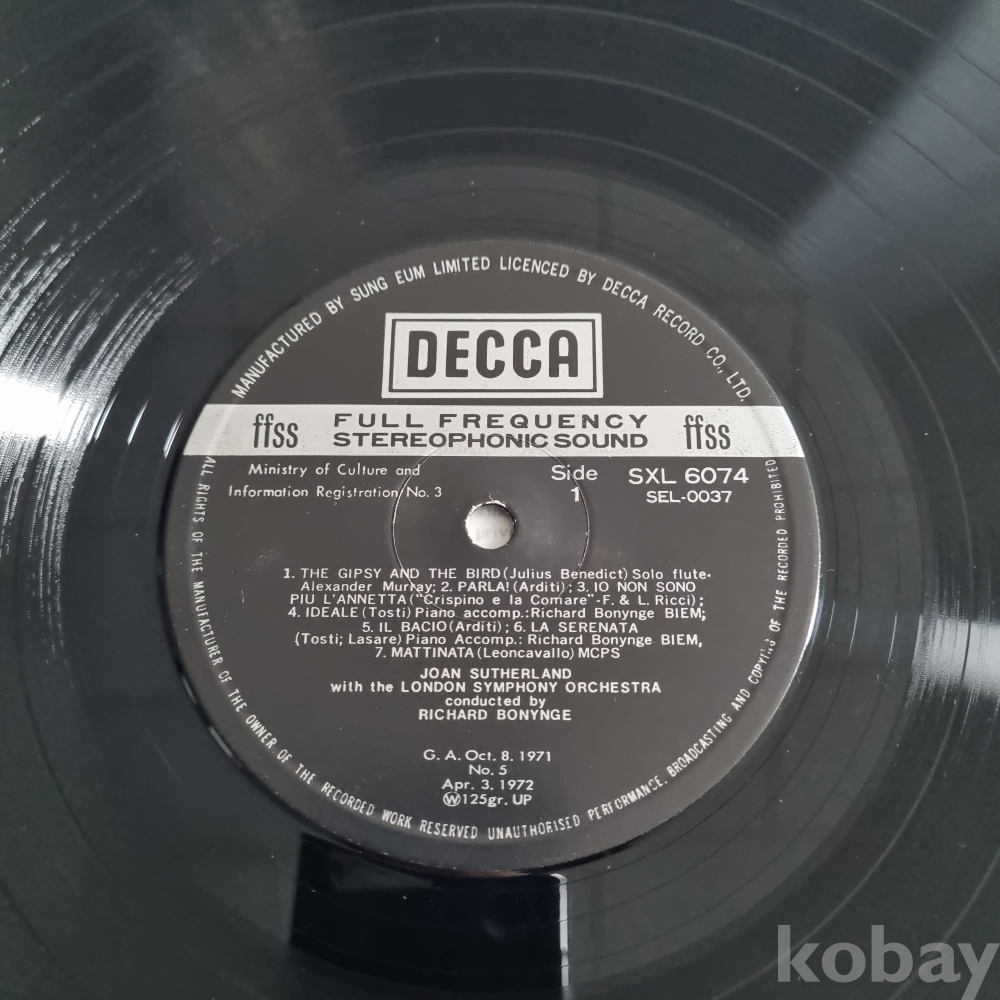 MANUFACTURED BY SUNG EUM LIMITED LICENCED BY DECCA RECORD CO., LTD.
DECCA
ffss FULL FREQUENCY STEREOPHONIC SOUND ffss
Ministry of Culture and
Information Registration No. 3
Side
1
SXL 6074
SEL-0037
1. THE GIPSY AND THE BIRD (Julius Benedict) Solo flute.
Alexander Murray; 2. PARLA! (Arditi); 3. IO NON SONO
PIU L'ANNETTA ("Crispino e la Comare" -F. & L. Ricci);
4. IDEALE (Tosti) Piano accomp.: Richard Bonynge BIEM;
5. IL BACIO (Arditi); 6. LA SERENATA
(Tosti; Lasare) Piano Accomp.: Richard Bonynge BIEM,
7. MATTINATA (Leoncavallo) MCPS
JOAN SUTHERLAND
with the LONDON SYMPHONY ORCHESTRA
conducted by
RICHARD BONYNGE
G. A. Oct. 8. 1971
No. 5
Apr. 3. 1972
Ⓦ125gr. UP
ALL RIGHTS OF THE MANUFACTURER OF THE OWNER OF THE RECORDED WORK RESERVED UNAUTHORISED PERFORMANCE, BROADCASTING AND COPYING OF THE RECORDED PROHIBITED
kobay